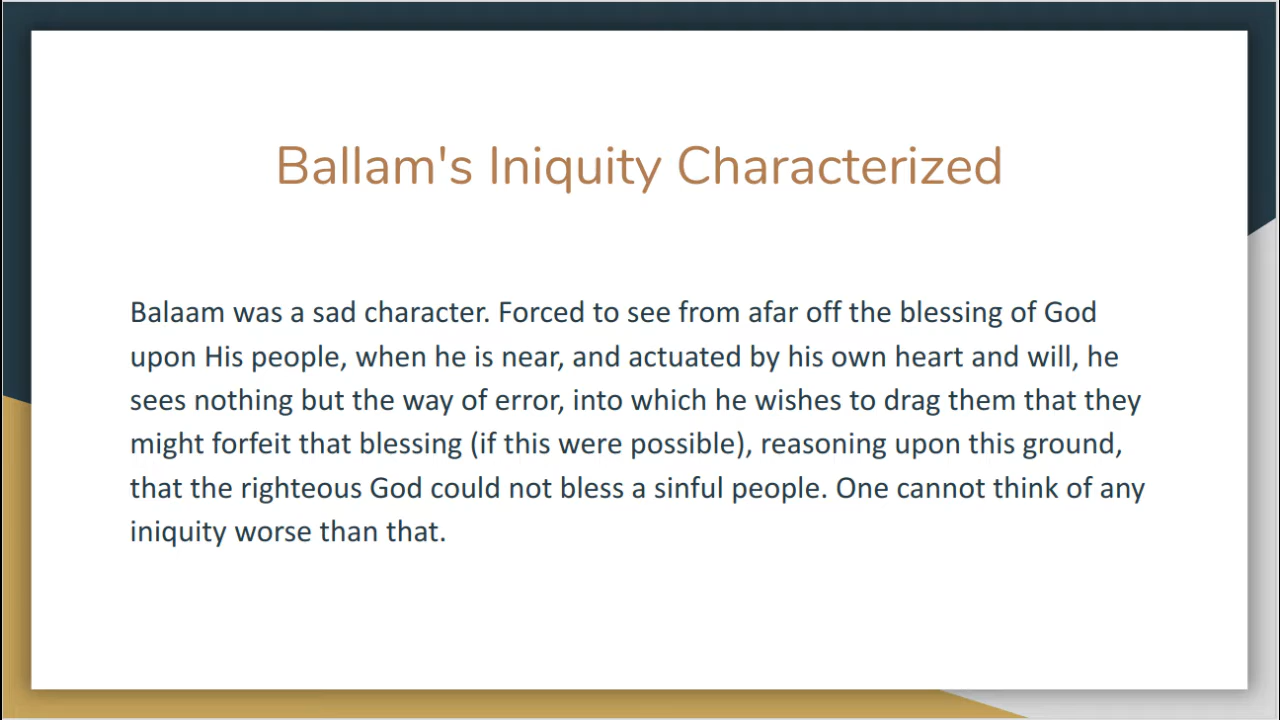 Ballam's Iniquity Characterized
Balaam was a sad character. Forced to see from afar off the blessing of God
upon His people, when he is near, and actuated by his own heart and will, he
sees nothing but the way of error, into which he wishes to drag them that they
might forfeit that blessing (if this were possible), reasoning upon this ground,
that the righteous God could not bless a sinful people. One cannot think of any
iniquity worse than that.